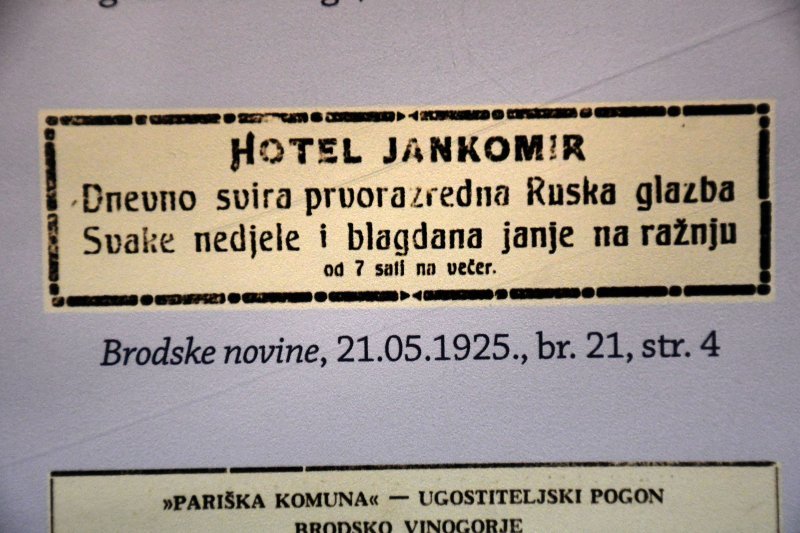 HOTEL JANKOMIR
Dnevno svira prvorazredna Ruska glazba
Svake nedjele i blagdana janje na ražnju
od 7 sati na večer.
Brodske novine, 21.05.1925., br. 21, str. 4
»PARIŠKA KOMUNA« — UGOSTITELJSKI POGON
BRODSKO VINOGORJE